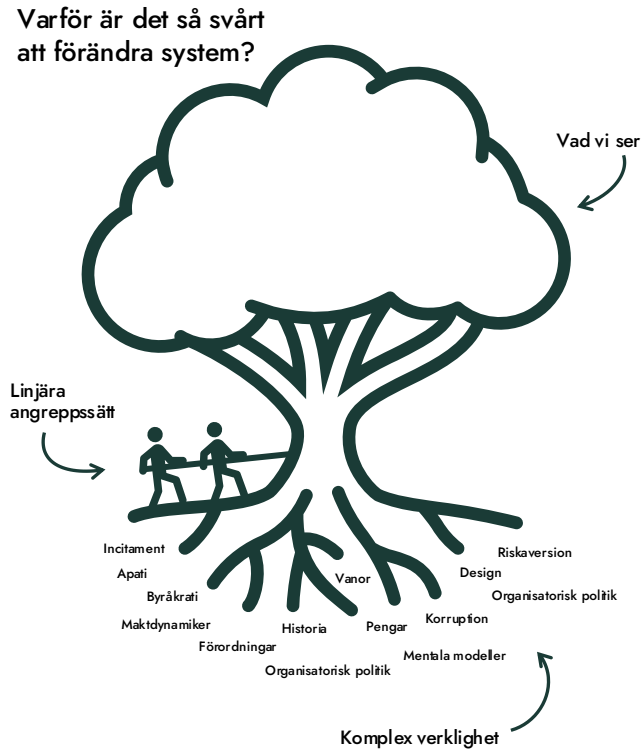 Varför är det så svårt
att förändra system?
Vad vi ser
Linjära
angreppssätt
Incitament
Riskaversion
Apati
Vanor
Design
Byråkrati
Organisatorisk politik
Maktdynamiker
Historia
Pengar
Korruption
Förordningar
Mentala modeller
Organisatorisk politik
Komplex verklighet